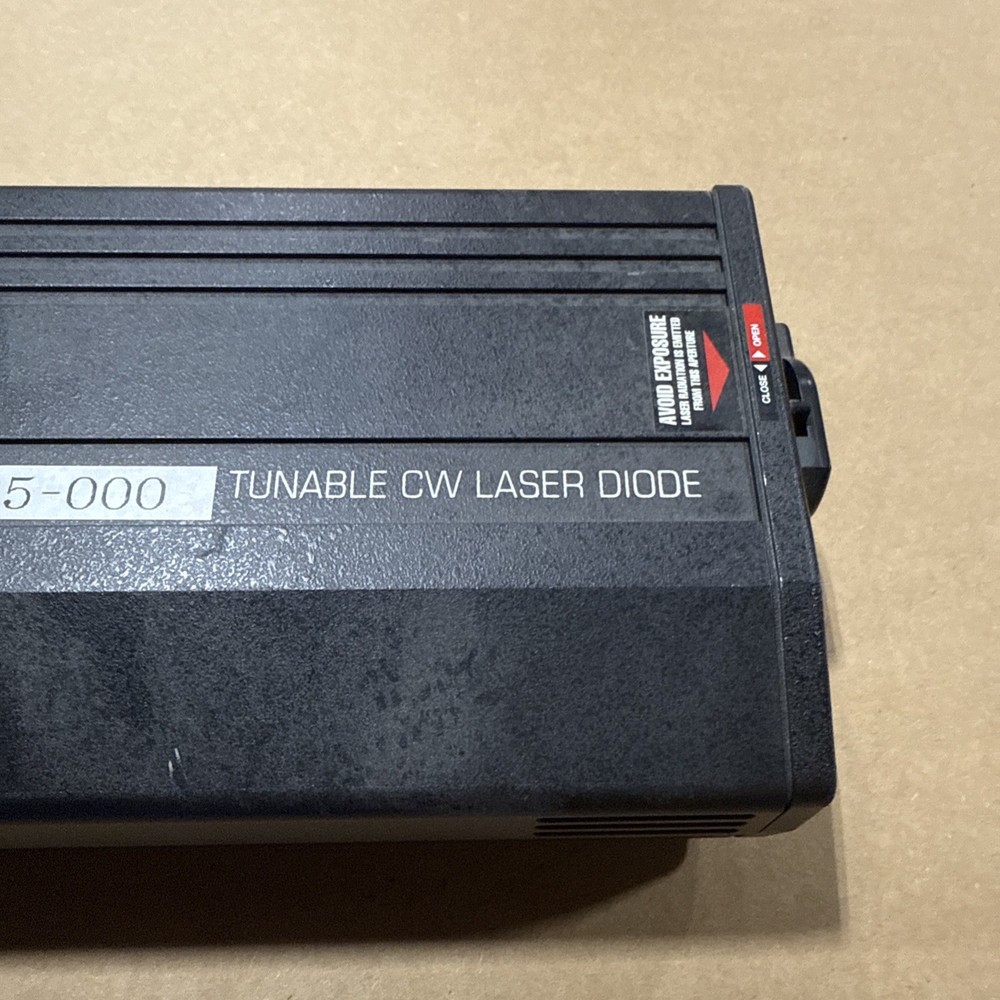 AVOID EXPOSURE
LASER RADIATION IS EMITTED
FROM THIS APERTURE
CLOSE OPEN
5-000 TUNABLE CW LASER DIODE